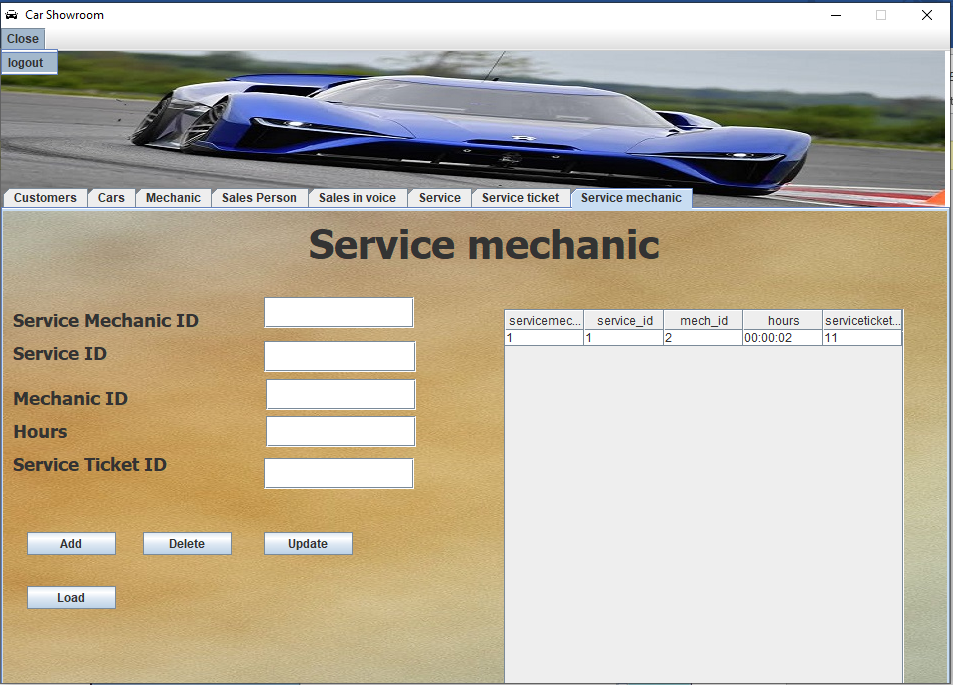 Car Showroom
Close
logout
Customers Cars Mechanic Sales Person Sales in voice Service Service ticket Service mechanic
Service mechanic
Service Mechanic ID
Service ID
Mechanic ID
Hours
Service Ticket ID
Add Delete Update
Load
servicemec... service_id mech_id hours serviceticket...
1 1 2 00:00:02 11